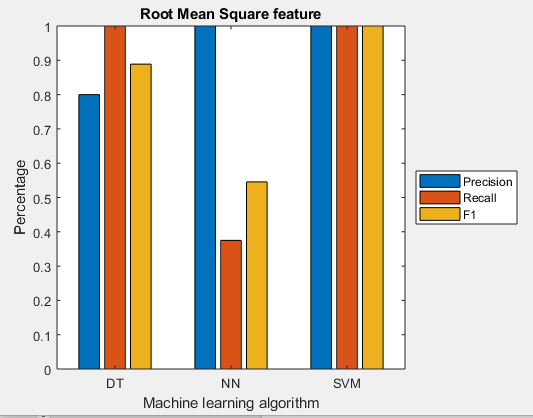 Root Mean Square feature
1
0.9
0.8
0.7
0.6
0.5
0.4
0.3
0.2
0.1
0
Percentage
DT NN SVM
Machine learning algorithm
Precision
Recall
F1